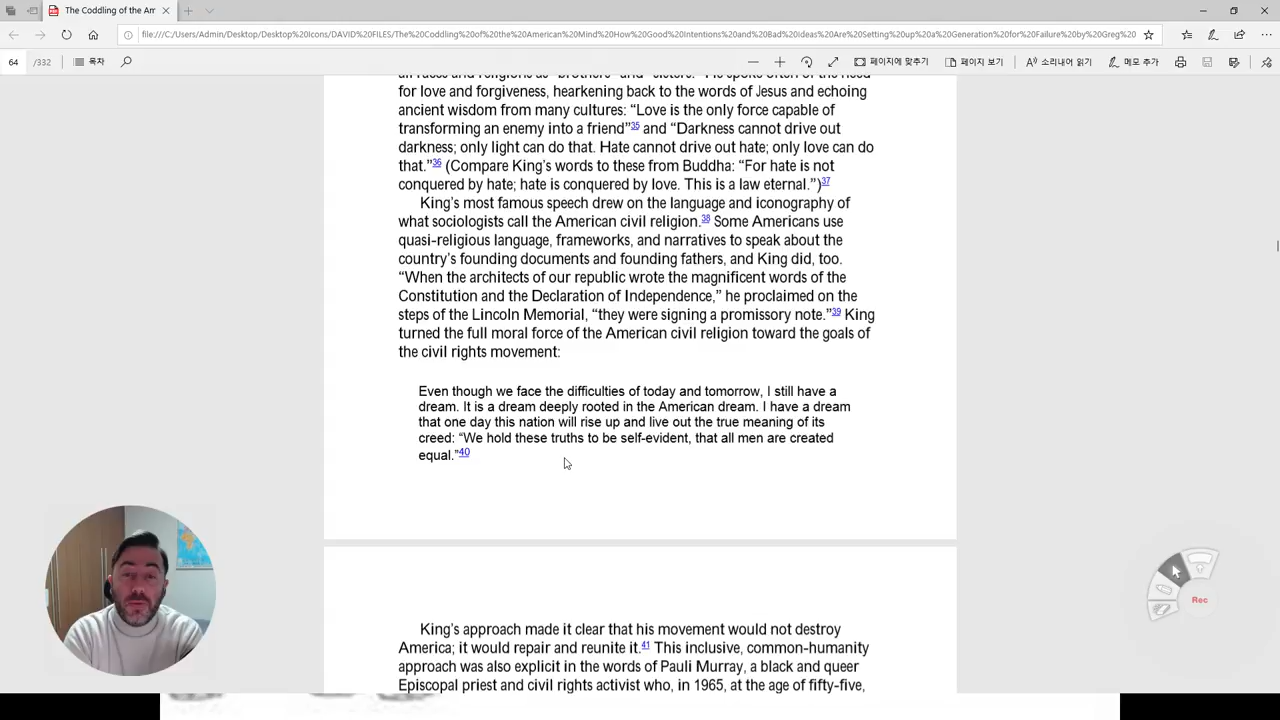 The Coddling of the Am
file:///C:/Users/Admin/Desktop/Desktop%20Icons/DAVID%20FILES/The%20Coddling%20of%20the%20American%20Mind%20How%20Good%20Intentions%20and%20Bad%20Ideas%20Are%20Setting%20up%20a%20Generation%20for%20Failure%20by%20Greg%20
64 /332 목차 페이지에 맞추기 페이지 보기 소리내어 읽기 메모 추가
all races and religions as “brothers” and “sisters.” He spoke often of the need
for love and forgiveness, hearkening back to the words of Jesus and echoing
ancient wisdom from many cultures: “Love is the only force capable of
transforming an enemy into a friend”35 and “Darkness cannot drive out
darkness; only light can do that. Hate cannot drive out hate; only love can do
that.”36 (Compare King’s words to these from Buddha: “For hate is not
conquered by hate; hate is conquered by love. This is a law eternal.”)37
King’s most famous speech drew on the language and iconography of
what sociologists call the American civil religion.38 Some Americans use
quasi-religious language, frameworks, and narratives to speak about the
country’s founding documents and founding fathers, and King did, too.
“When the architects of our republic wrote the magnificent words of the
Constitution and the Declaration of Independence,” he proclaimed on the
steps of the Lincoln Memorial, “they were signing a promissory note.”39 King
turned the full moral force of the American civil religion toward the goals of
the civil rights movement:
Even though we face the difficulties of today and tomorrow, I still have a
dream. It is a dream deeply rooted in the American dream. I have a dream
that one day this nation will rise up and live out the true meaning of its
creed: “We hold these truths to be self-evident, that all men are created
equal.”40
King’s approach made it clear that his movement would not destroy
America; it would repair and reunite it.41 This inclusive, common-humanity
approach was also explicit in the words of Pauli Murray, a black and queer
Episcopal priest and civil rights activist who, in 1965, at the age of fifty-five,
Rec